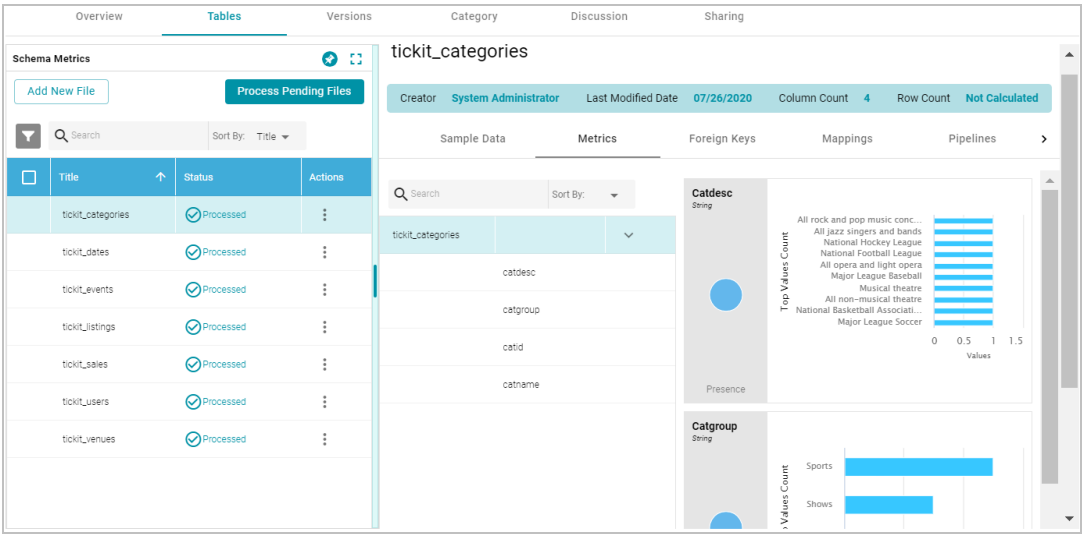 Overview Tables Versions Category Discussion Sharing
Schema Metrics
Add New File Process Pending Files
Search Sort By: Title
Title Status Actions
tickit_categories Processed
tickit_dates Processed
tickit_events Processed
tickit_listings Processed
tickit_sales Processed
tickit_users Processed
tickit_venues Processed
tickit_categories
Creator System Administrator Last Modified Date 07/26/2020 Column Count 4 Row Count Not Calculated
Sample Data Metrics Foreign Keys Mappings Pipelines
Search Sort By:
tickit_categories
catdesc
catgroup
catid
catname
Catdesc
String
Presence
Top Values Count
All rock and pop music conc...
All jazz singers and bands
National Hockey League
National Football League
All opera and light opera
Major League Baseball
Musical theatre
All non-musical theatre
National Basketball Associati...
Major League Soccer
0 0.5 1 1.5
Values
Catgroup
String
Values Count
Sports
Shows